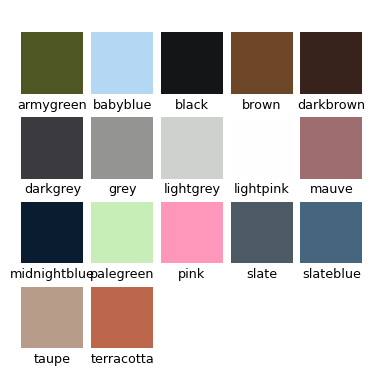 armygreen babyblue black brown darkbrown
darkgrey grey lightgrey lightpink mauve
midnightblue palegreen pink slate slateblue
taupe terracotta